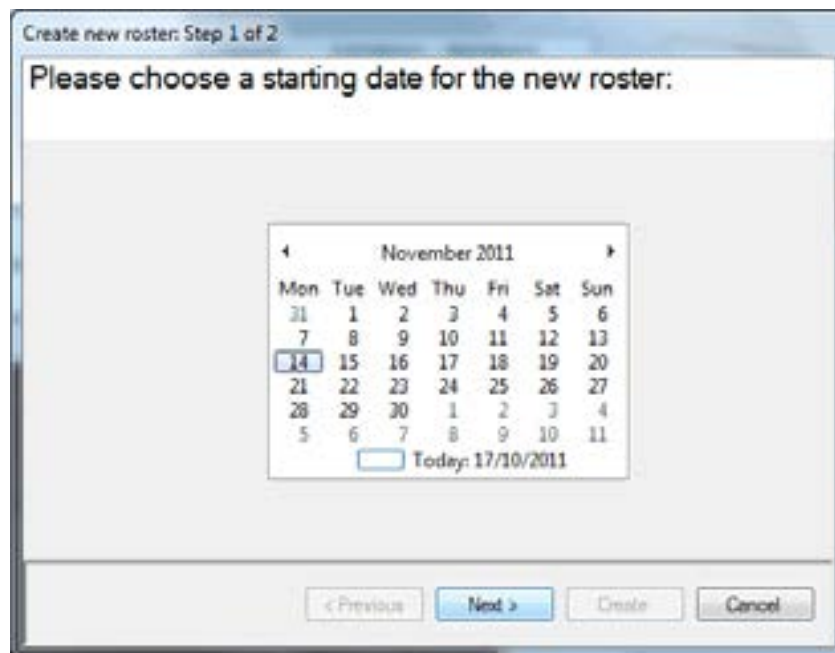 Create new roster: Step 1 of 2
Please choose a starting date for the new roster:
November 2011
Mon Tue Wed Thu Fri Sat Sun
31 1 2 3 4 5 6
7 8 9 10 11 12 13
14 15 16 17 18 19 20
21 22 23 24 25 26 27
28 29 30 1 2 3 4
5 6 7 8 9 10 11
Today: 17/10/2011
< Previous Next > Create Cancel